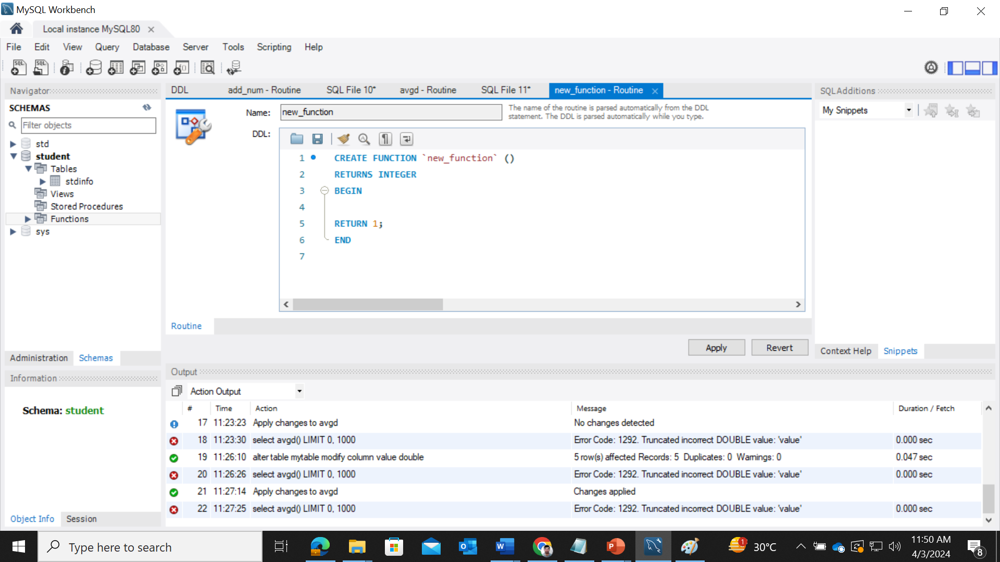 MySQL Workbench
Local instance MySQL80
File Edit View Query Database Server Tools Scripting Help
Navigator
SCHEMAS
Filter objects
std
student
Tables
stdinfo
Views
Stored Procedures
Functions
sys
Administration Schemas
Information
Schema: student
Object Info Session
DDL add_num - Routine SQL File 10* avgd - Routine SQL File 11* new_function - Routine
Name: new_function
The name of the routine is parsed automatically from the DDL
statement. The DDL is parsed automatically while you type.
DDL:
1 CREATE FUNCTION `new_function` ()
2 RETURNS INTEGER
3 BEGIN
4
5 RETURN 1;
6 END
7
Routine
Apply Revert
SQLAdditions
My Snippets
Context Help Snippets
Output
Action Output
# Time Action Message Duration / Fetch
17 11:23:23 Apply changes to avgd No changes detected
18 11:23:30 select avgd() LIMIT 0, 1000 Error Code: 1292. Truncated incorrect DOUBLE value: 'value' 0.000 sec
19 11:26:10 alter table mytable modify column value double 5 row(s) affected Records: 5 Duplicates: 0 Warnings: 0 0.047 sec
20 11:26:26 select avgd() LIMIT 0, 1000 Error Code: 1292. Truncated incorrect DOUBLE value: 'value' 0.000 sec
21 11:27:14 Apply changes to avgd Changes applied
22 11:27:25 select avgd() LIMIT 0, 1000 Error Code: 1292. Truncated incorrect DOUBLE value: 'value' 0.000 sec
Type here to search
1 30°C
11:50 AM
4/3/2024
8